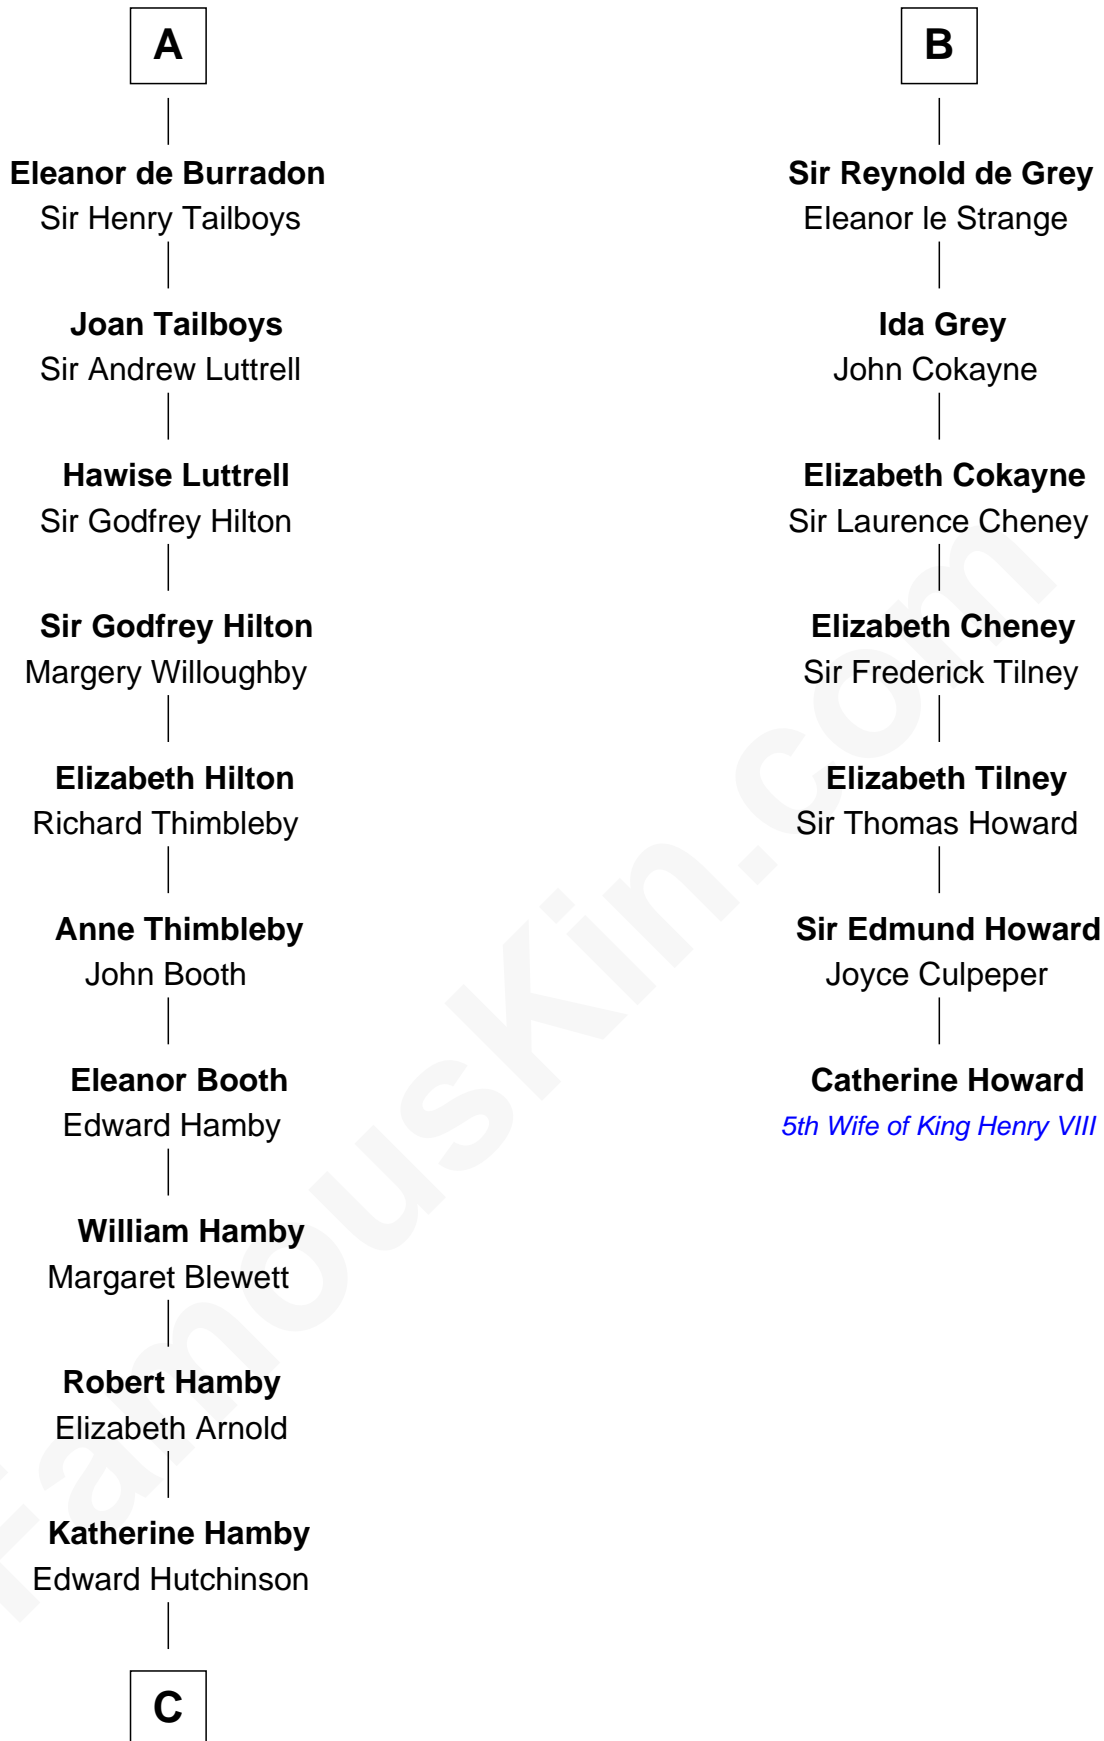 A
Eleanor de Burradon
Sir Henry Tailboys
Joan Tailboys
Sir Andrew Luttrell
Hawise Luttrell
Sir Godfrey Hilton
Sir Godfrey Hilton
Margery Willoughby
Elizabeth Hilton
Richard Thimbleby
Anne Thimbleby
John Booth
Eleanor Booth
Edward Hamby
William Hamby
Margaret Blewett
Robert Hamby
Elizabeth Arnold
Katherine Hamby
Edward Hutchinson
C
B
Sir Reynold de Grey
Eleanor le Strange
Ida Grey
John Cokayne
Elizabeth Cokayne
Sir Laurence Cheney
Elizabeth Cheney
Sir Frederick Tilney
Elizabeth Tilney
Sir Thomas Howard
Sir Edmund Howard
Joyce Culpeper
Catherine Howard
5th Wife of King Henry VIII
FamousKin.com